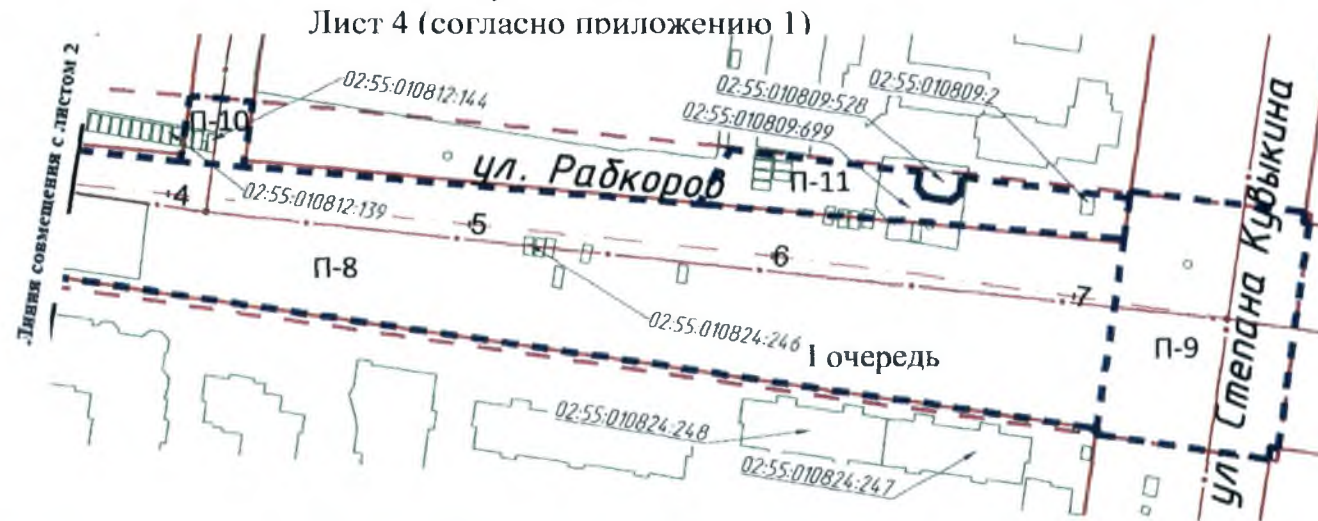 Лист 4 (согласно приложению 1)
Линия совмещения с листом 2
02:55:010812:144
П-10
02:55:010809:528
02:55:010809:2
02:55:010809:699
ул. Рабкоров
П-11
ул. Степана Кувыкина
4
02:55:010812:139
5
6
7
П-8
02:55:010824:246
I очередь
П-9
02:55:010824:248
02:55:010824:247